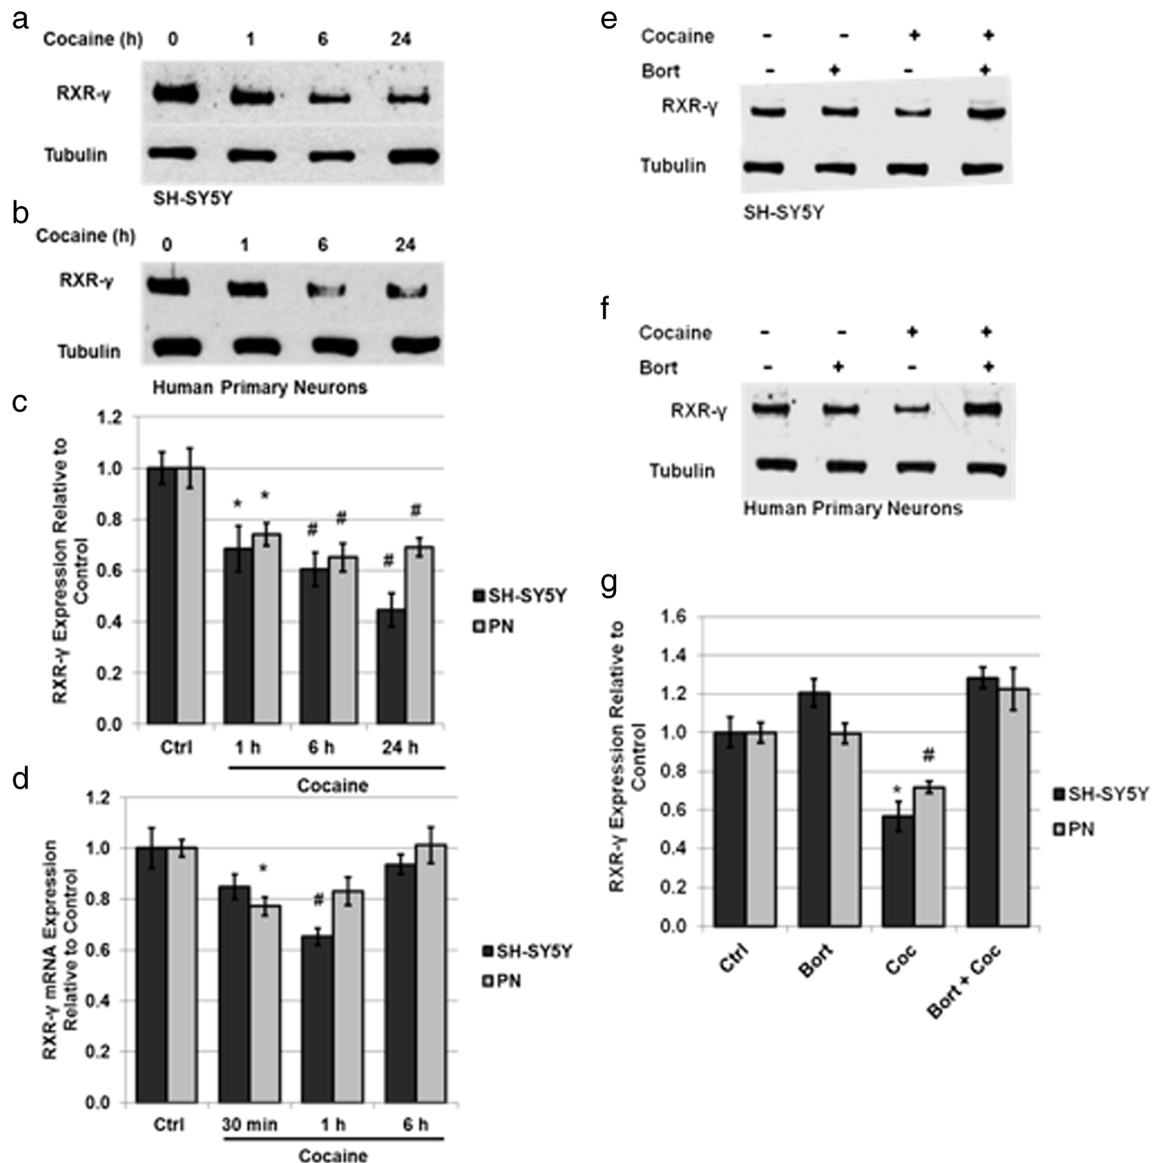 a
Cocaine (h) 0 1 6 24
RXR-γ
Tubulin
SH-SY5Y
b
Cocaine (h) 0 1 6 24
RXR-γ
Tubulin
Human Primary Neurons
c
RXR-γ Expression Relative to
Control
1.2
1.0
0.8
0.6
0.4
0.2
0.0
* * # # # #
SH-SY5Y
PN
Ctrl 1 h 6 h 24 h
Cocaine
d
RXR-γ mRNA Expression
Relative to Control
1.2
1.0
0.8
0.6
0.4
0.2
0.0
* #
SH-SY5Y
PN
Ctrl 30 min 1 h 6 h
Cocaine
e
Cocaine - - + +
Bort - + - +
RXR-γ
Tubulin
SH-SY5Y
f
Cocaine - - + +
Bort - + - +
RXR-γ
Tubulin
Human Primary Neurons
g
RXR-γ Expression Relative to
Control
1.6
1.4
1.2
1.0
0.8
0.6
0.4
0.2
0.0
* #
SH-SY5Y
PN
Ctrl Bort Coc Bort + Coc